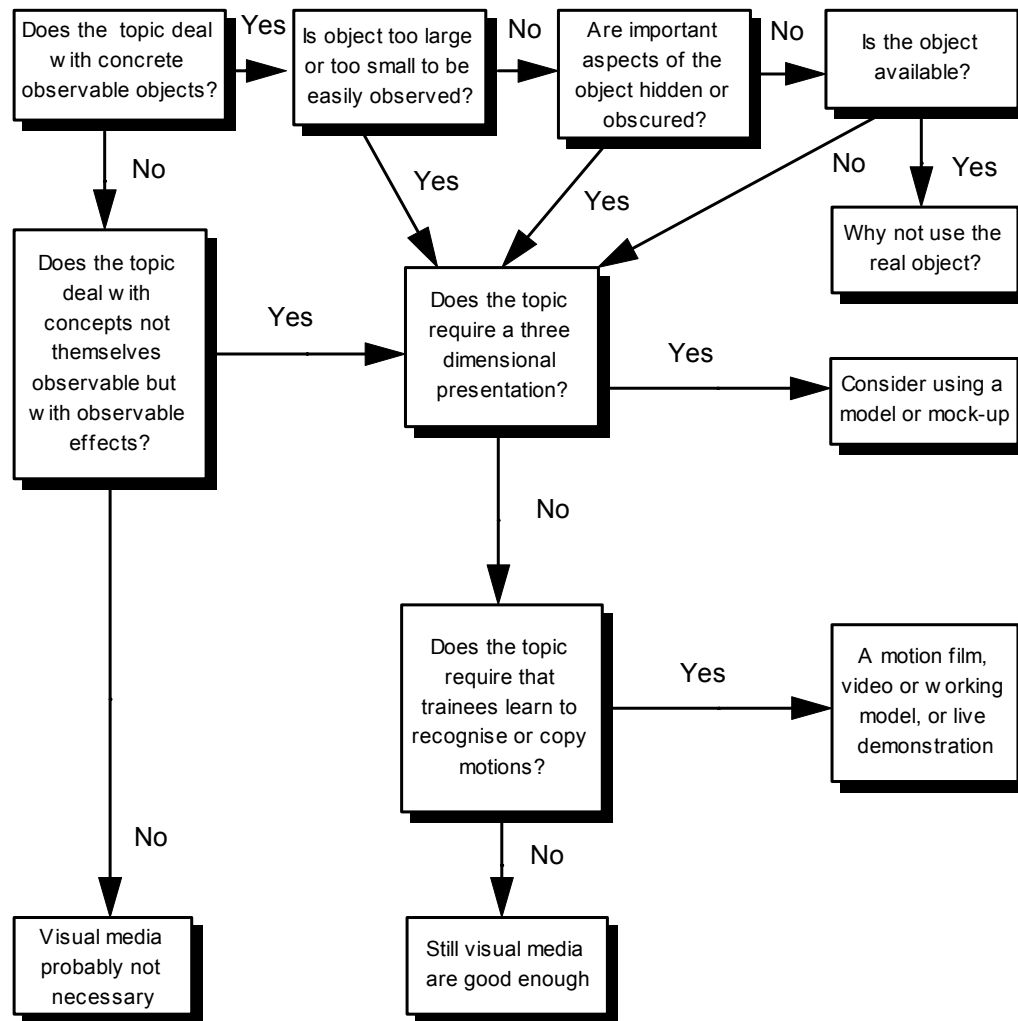 Does the topic deal
with concrete
observable objects?
Yes
Is object too large
or too small to be
easily observed?
No
Are important
aspects of the
object hidden or
obscured?
No
Is the object
available?
No
Yes
Yes
No
Yes
Why not use the
real object?
Does the topic
deal with
concepts not
themselves
observable but
with observable
effects?
Yes
Does the topic
require a three
dimensional
presentation?
Yes
Consider using a
model or mock-up
No
Does the topic
require that
trainees learn to
recognise or copy
motions?
Yes
A motion film,
video or working
model, or live
demonstration
No
No
Visual media
probably not
necessary
Still visual media
are good enough